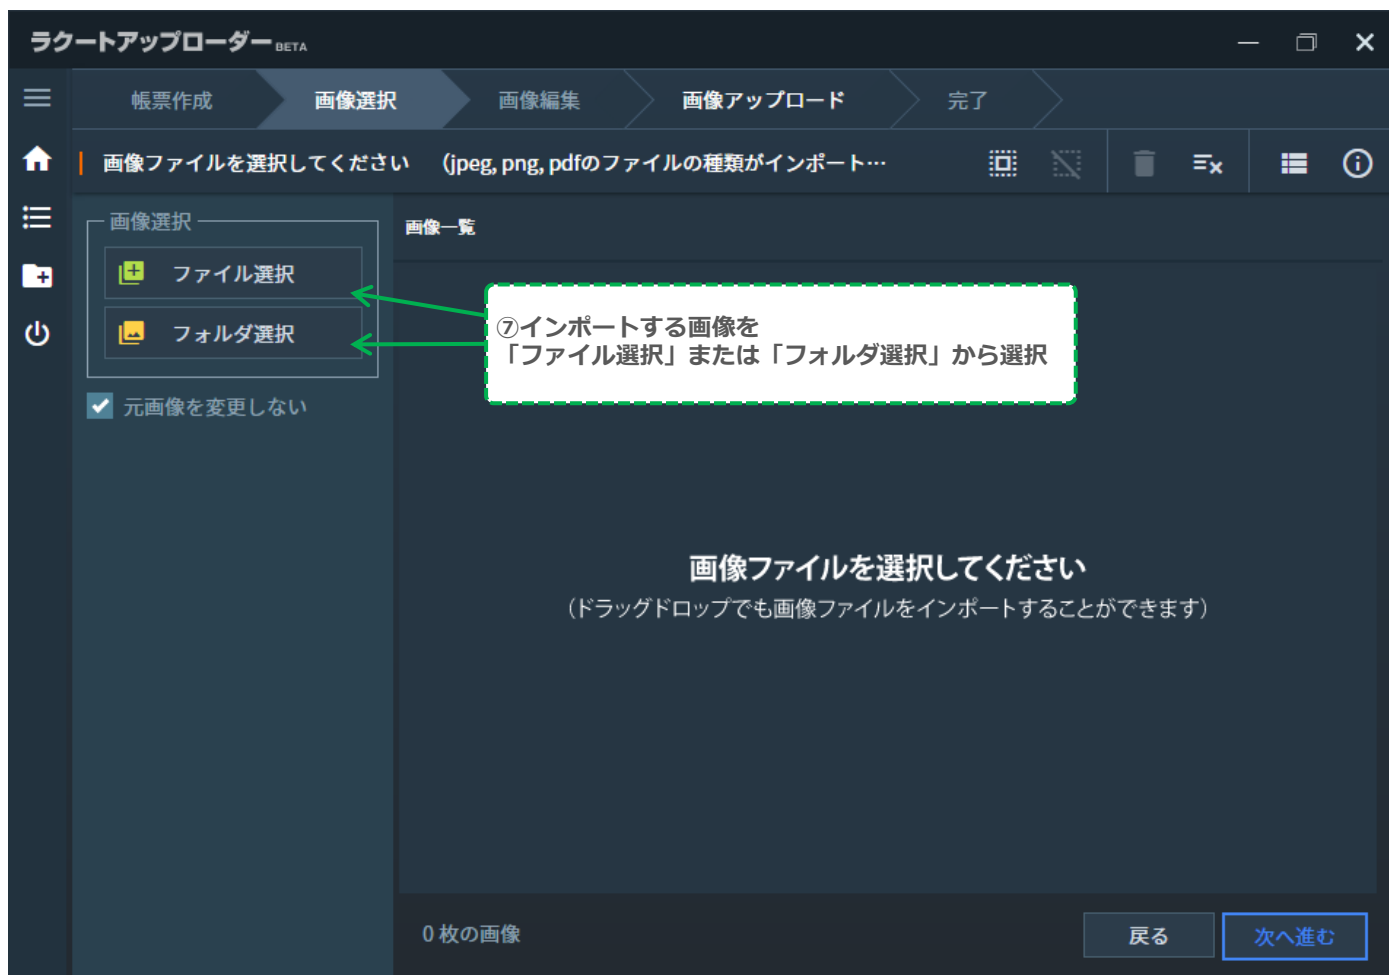 ラクートアップローダー BETA
帳票作成
画像選択
画像編集
画像アップロード
完了
画像ファイルを選択してください (jpeg, png, pdfのファイルの種類がインポート…
画像選択
ファイル選択
フォルダ選択
元画像を変更しない
画像一覧
⑦インポートする画像を
「ファイル選択」または「フォルダ選択」から選択
画像ファイルを選択してください
(ドラッグドロップでも画像ファイルをインポートすることができます)
0 枚の画像
戻る
次へ進む